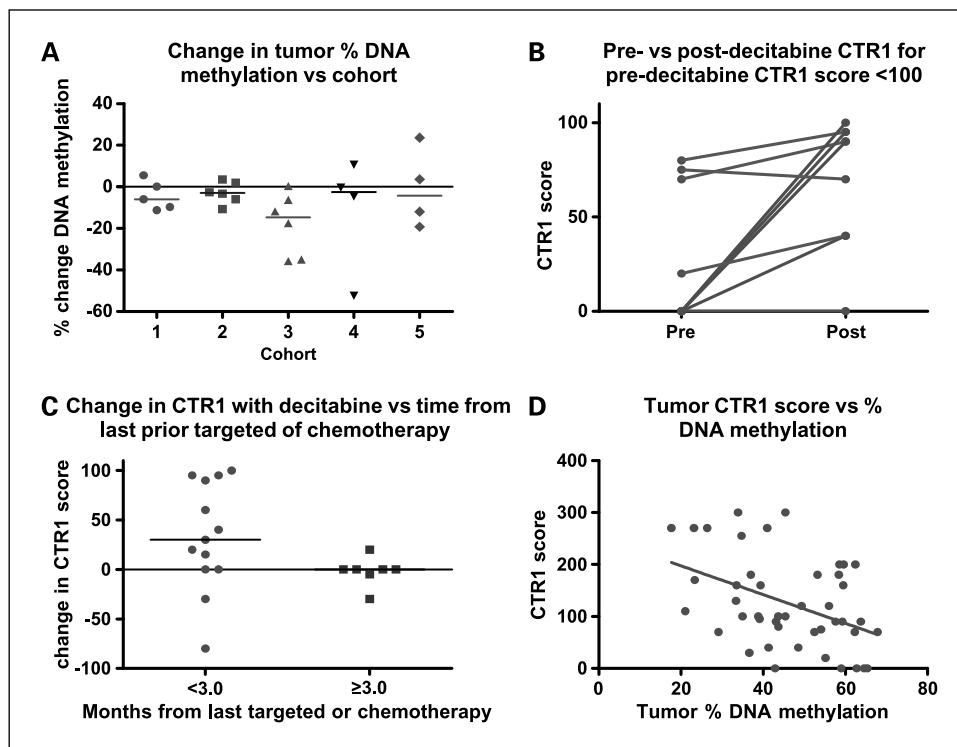 A
Change in tumor % DNA
methylation vs cohort
% change DNA methylation
40
20
0
-20
-40
-60
1 2 3 4 5
Cohort
B
Pre- vs post-decitabine CTR1 for
pre-decitabine CTR1 score <100
CTR1 score
100
50
0
Pre Post
C
Change in CTR1 with decitabine vs time from
last prior targeted of chemotherapy
change in CTR1 score
100
50
0
-50
-100
<3.0 ≥3.0
Months from last targeted or chemotherapy
D
Tumor CTR1 score vs %
DNA methylation
CTR1 score
400
300
200
100
0
0 20 40 60 80
Tumor % DNA methylation